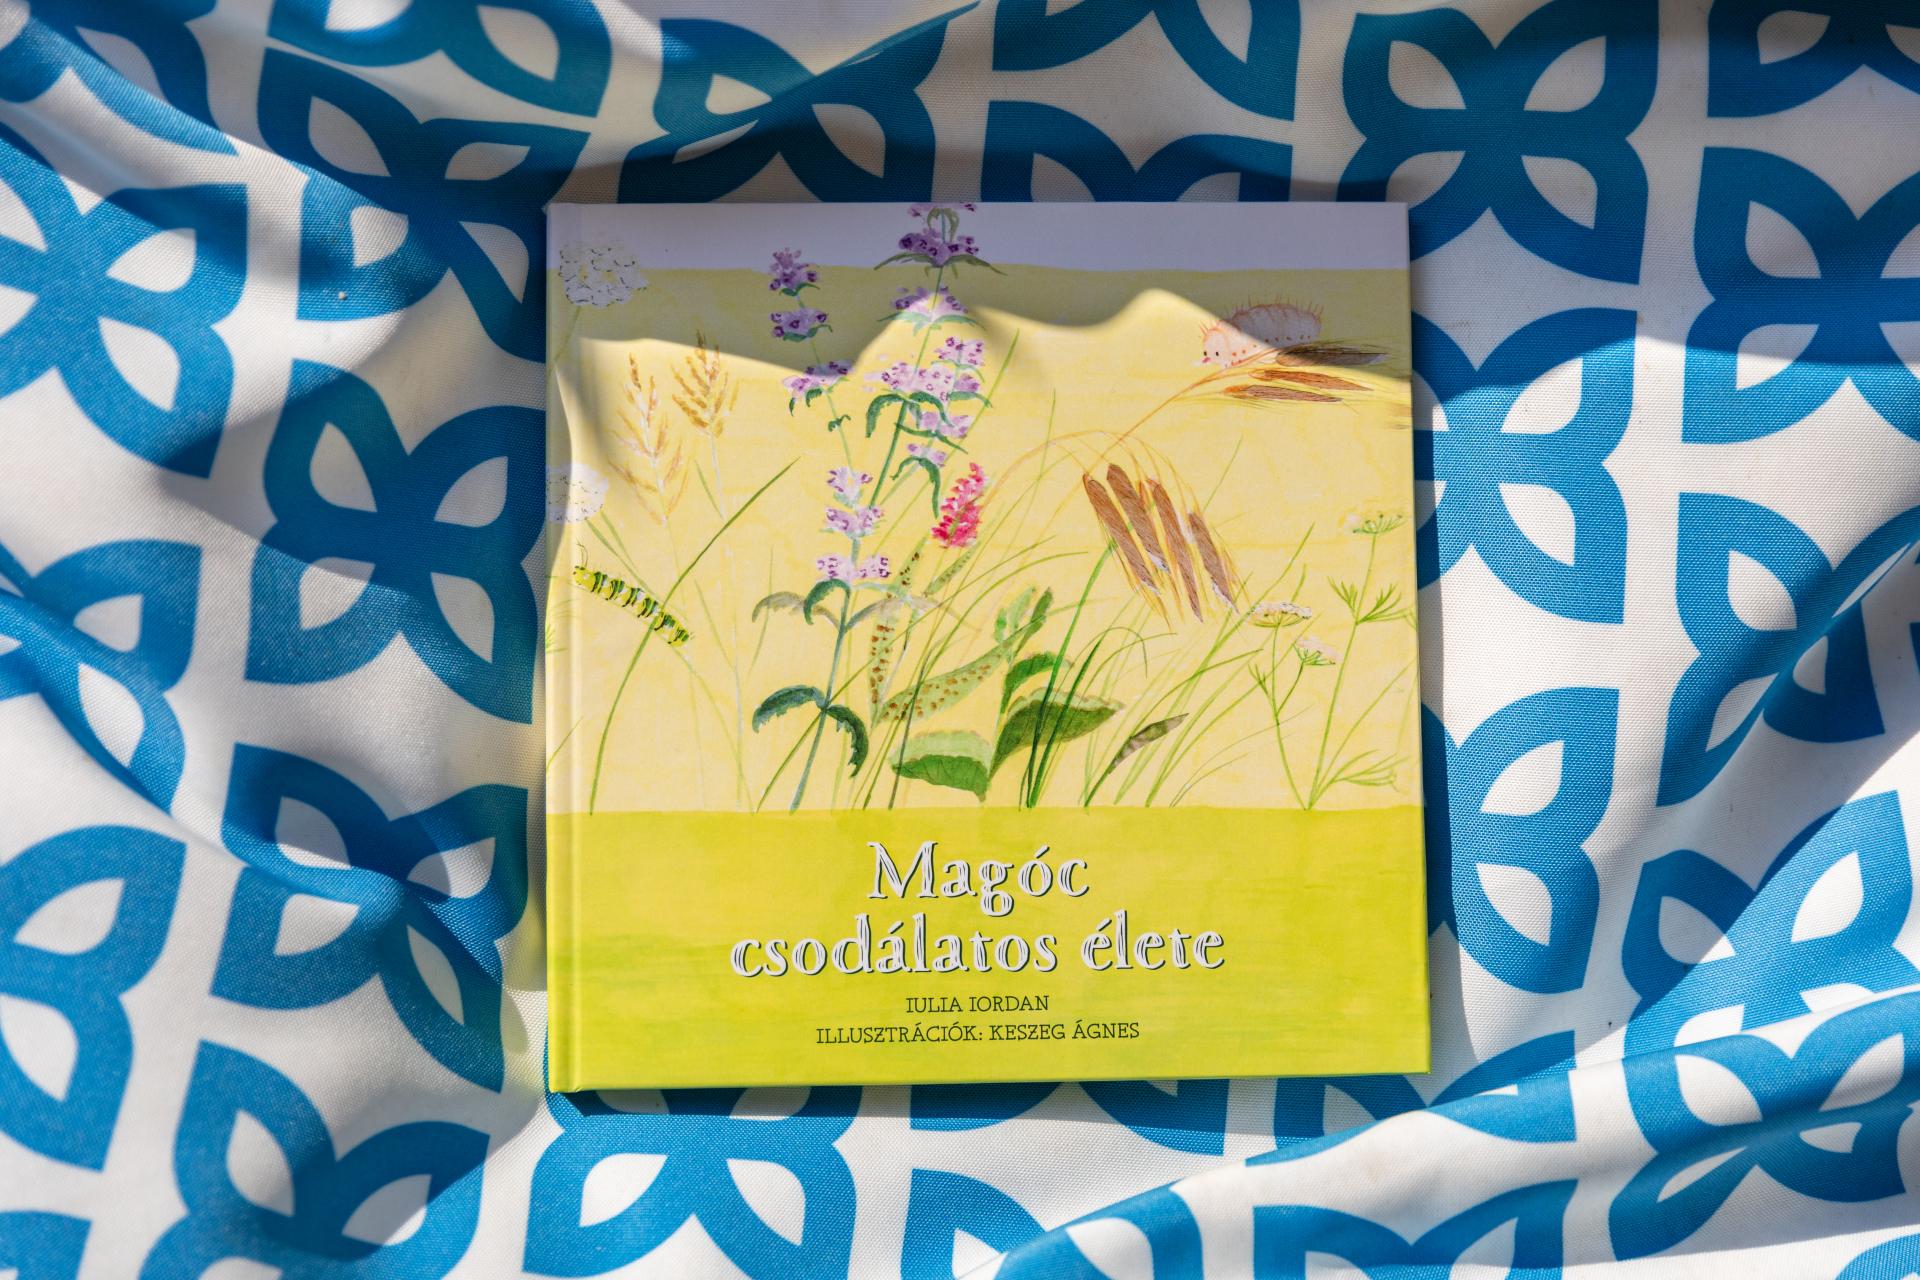 Magóc
csodálatos élete
IULIA IORDAN
ILLUSZTRÁCIÓK: KESZEG ÁGNES